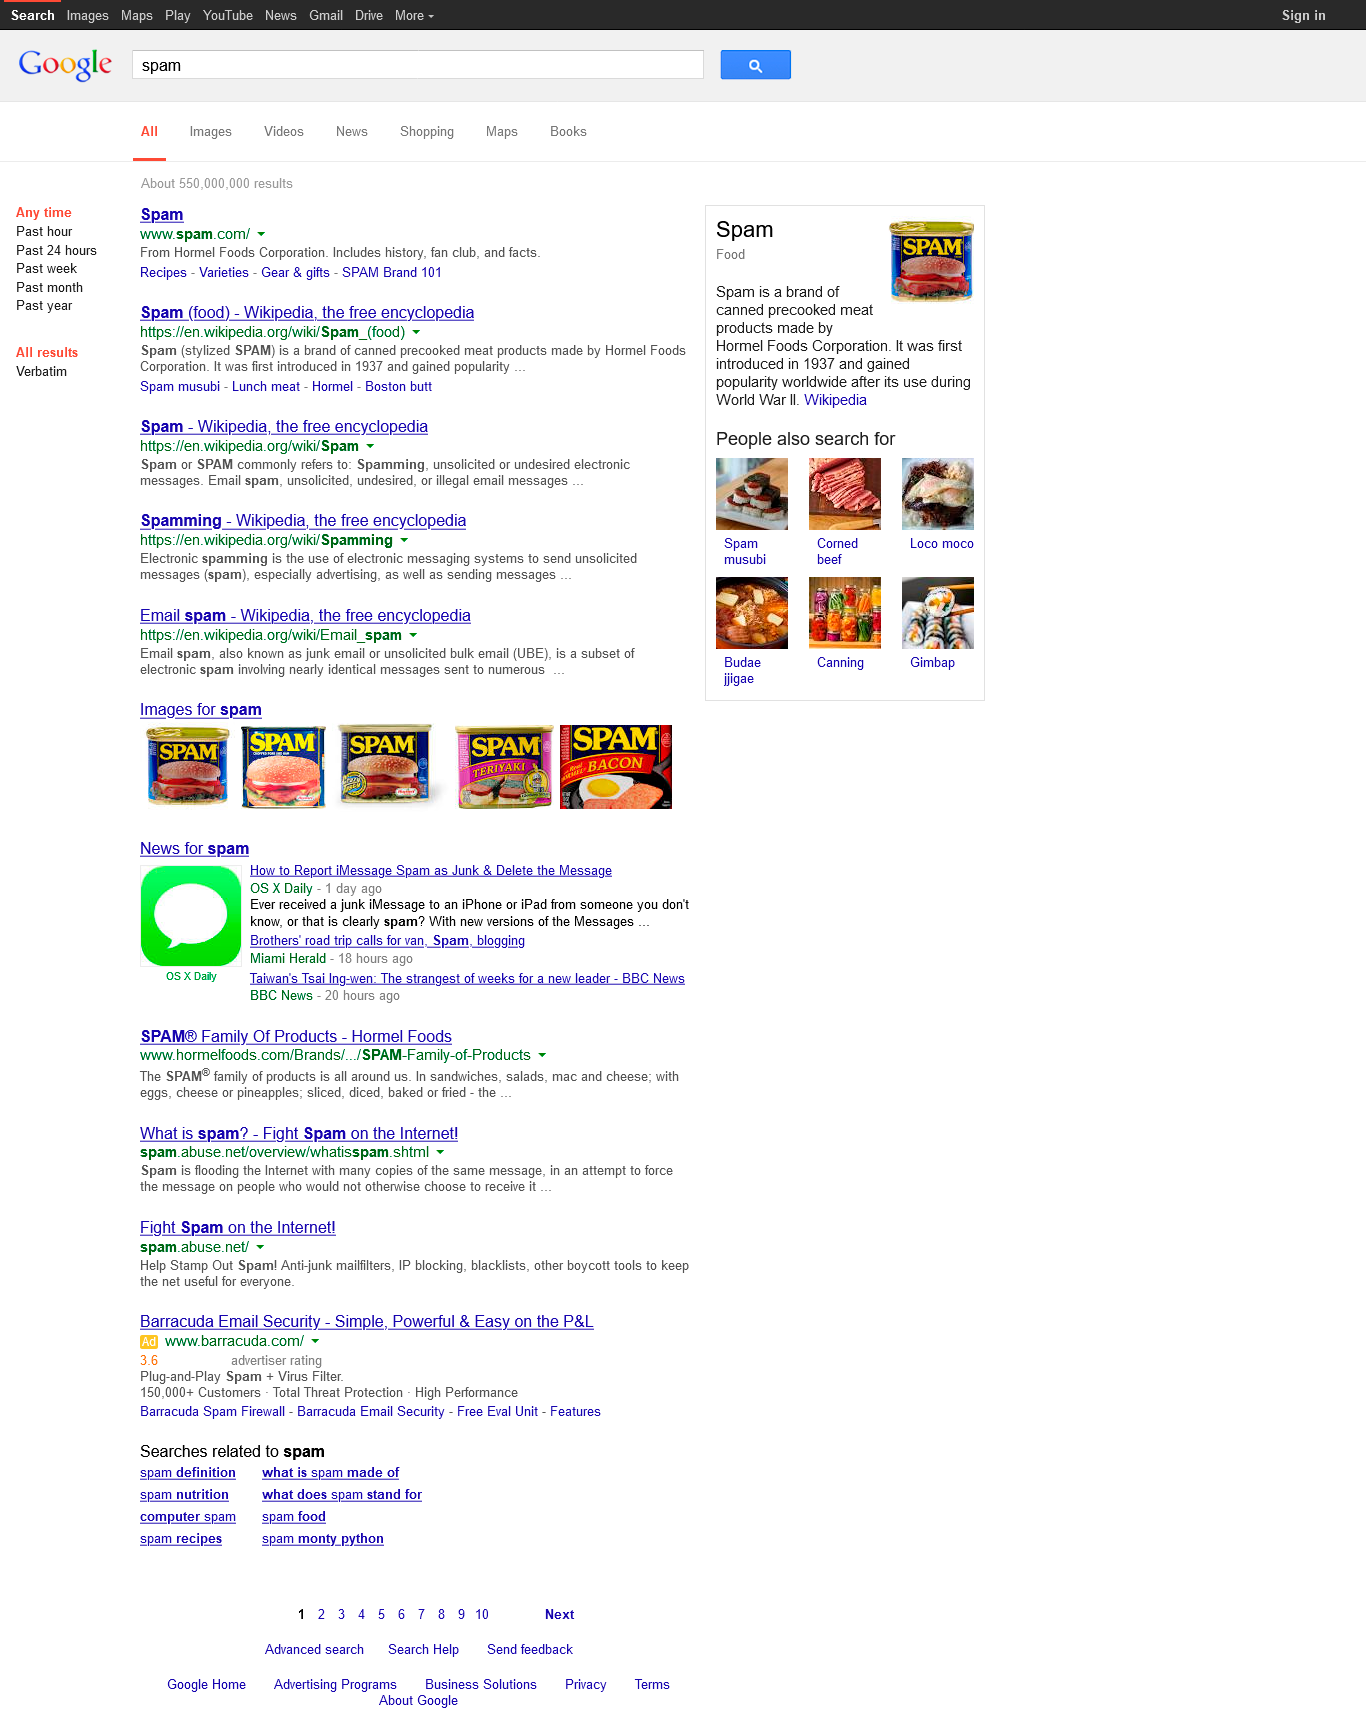 Search Images Maps Play YouTube News Gmail Drive More Sign in
Google
spam
All Images Videos News Shopping Maps Books
About 550,000,000 results
Any time
Past hour
Past 24 hours
Past week
Past month
Past year
All results
Verbatim
Spam
www.spam.com/
From Hormel Foods Corporation. Includes history, fan club, and facts.
Recipes - Varieties - Gear & gifts - SPAM Brand 101
Spam (food) - Wikipedia, the free encyclopedia
https://en.wikipedia.org/wiki/Spam_(food)
Spam (stylized SPAM) is a brand of canned precooked meat products made by Hormel Foods
Corporation. It was first introduced in 1937 and gained popularity ...
Spam musubi - Lunch meat - Hormel - Boston butt
Spam - Wikipedia, the free encyclopedia
https://en.wikipedia.org/wiki/Spam
Spam or SPAM commonly refers to: Spamming, unsolicited or undesired electronic
messages. Email spam, unsolicited, undesired, or illegal email messages ...
Spamming - Wikipedia, the free encyclopedia
https://en.wikipedia.org/wiki/Spamming
Electronic spamming is the use of electronic messaging systems to send unsolicited
messages (spam), especially advertising, as well as sending messages ...
Email spam - Wikipedia, the free encyclopedia
https://en.wikipedia.org/wiki/Email_spam
Email spam, also known as junk email or unsolicited bulk email (UBE), is a subset of
electronic spam involving nearly identical messages sent to numerous ...
Images for spam
SPAM
SPAM
SPAM
SPAM
TERIYAKI
SPAM
BACON
News for spam
How to Report iMessage Spam as Junk & Delete the Message
OS X Daily - 1 day ago
Ever received a junk iMessage to an iPhone or iPad from someone you don't
know, or that is clearly spam? With new versions of the Messages ...
Brothers' road trip calls for van, Spam, blogging
Miami Herald - 18 hours ago
OS X Daily
Taiwan's Tsai Ing-wen: The strangest of weeks for a new leader - BBC News
BBC News - 20 hours ago
SPAM® Family Of Products - Hormel Foods
www.hormelfoods.com/Brands/.../SPAM-Family-of-Products
The SPAM® family of products is all around us. In sandwiches, salads, mac and cheese; with
eggs, cheese or pineapples; sliced, diced, baked or fried - the ...
What is spam? - Fight Spam on the Internet!
spam.abuse.net/overview/whatisspam.shtml
Spam is flooding the Internet with many copies of the same message, in an attempt to force
the message on people who would not otherwise choose to receive it ...
Fight Spam on the Internet!
spam.abuse.net/
Help Stamp Out Spam! Anti-junk mailfilters, IP blocking, blacklists, other boycott tools to keep
the net useful for everyone.
Barracuda Email Security - Simple, Powerful & Easy on the P&L
Ad www.barracuda.com/
3.6 advertiser rating
Plug-and-Play Spam + Virus Filter.
150,000+ Customers · Total Threat Protection · High Performance
Barracuda Spam Firewall - Barracuda Email Security - Free Eval Unit - Features
Searches related to spam
spam definition what is spam made of
spam nutrition what does spam stand for
computer spam spam food
spam recipes spam monty python
1 2 3 4 5 6 7 8 9 10 Next
Advanced search Search Help Send feedback
Google Home Advertising Programs Business Solutions Privacy Terms
About Google
Spam
Food
SPAM
Spam is a brand of
canned precooked meat
products made by
Hormel Foods Corporation. It was first
introduced in 1937 and gained
popularity worldwide after its use during
World War II. Wikipedia
People also search for
Spam musubi
Corned beef
Loco moco
Budae jjigae
Canning
Gimbap